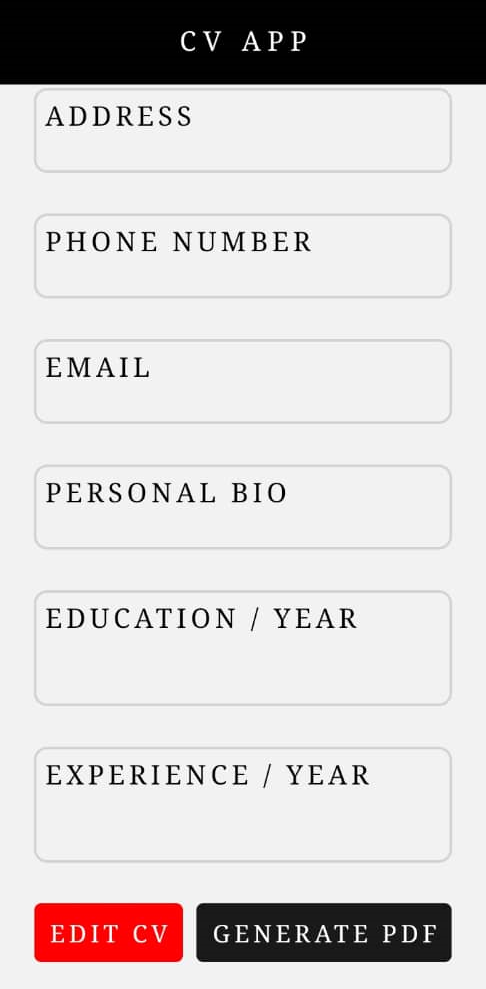 CV APP
ADDRESS
PHONE NUMBER
EMAIL
PERSONAL BIO
EDUCATION / YEAR
EXPERIENCE / YEAR
EDIT CV GENERATE PDF